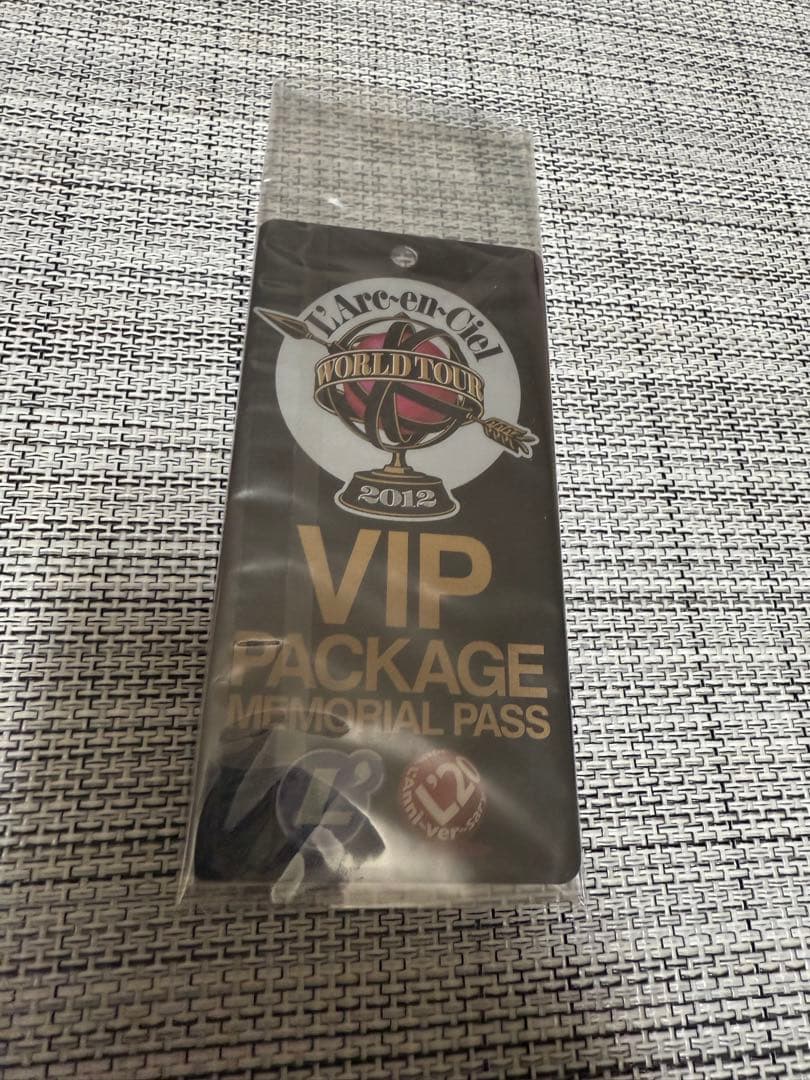 L'Arc~en~Ciel
WORLD TOUR
2012
VIP
PACKAGE
MEMORIAL PASS
L'
L'20